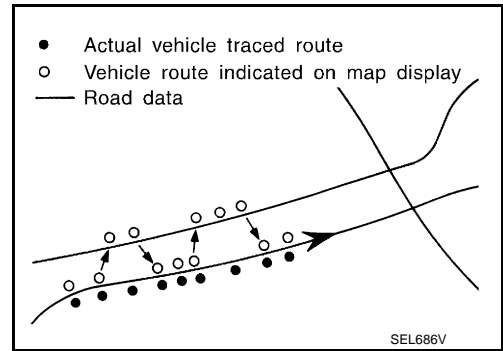 Actual vehicle traced route
Vehicle route indicated on map display
Road data
SEL686V